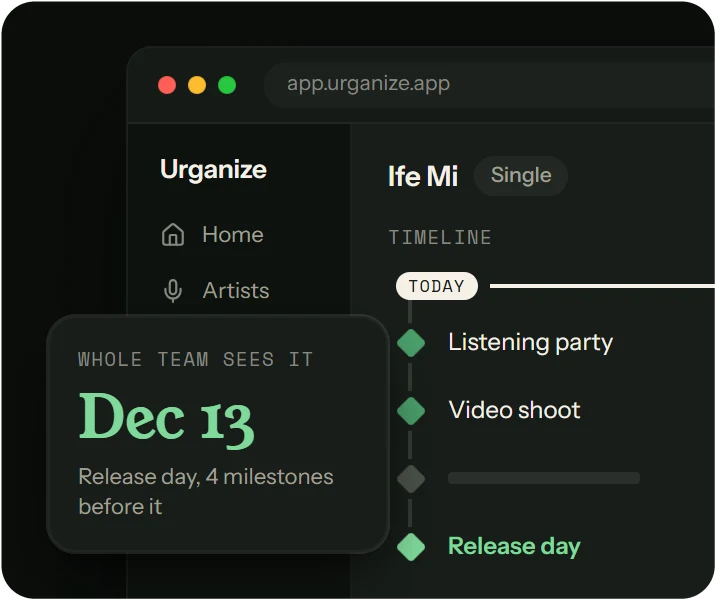 app.urganize.app
Urganize
Home
Artists
Ife Mi
Single
TIMELINE
TODAY
Listening party
Video shoot
Release day
WHOLE TEAM SEES IT
Dec 13
Release day, 4 milestones
before it